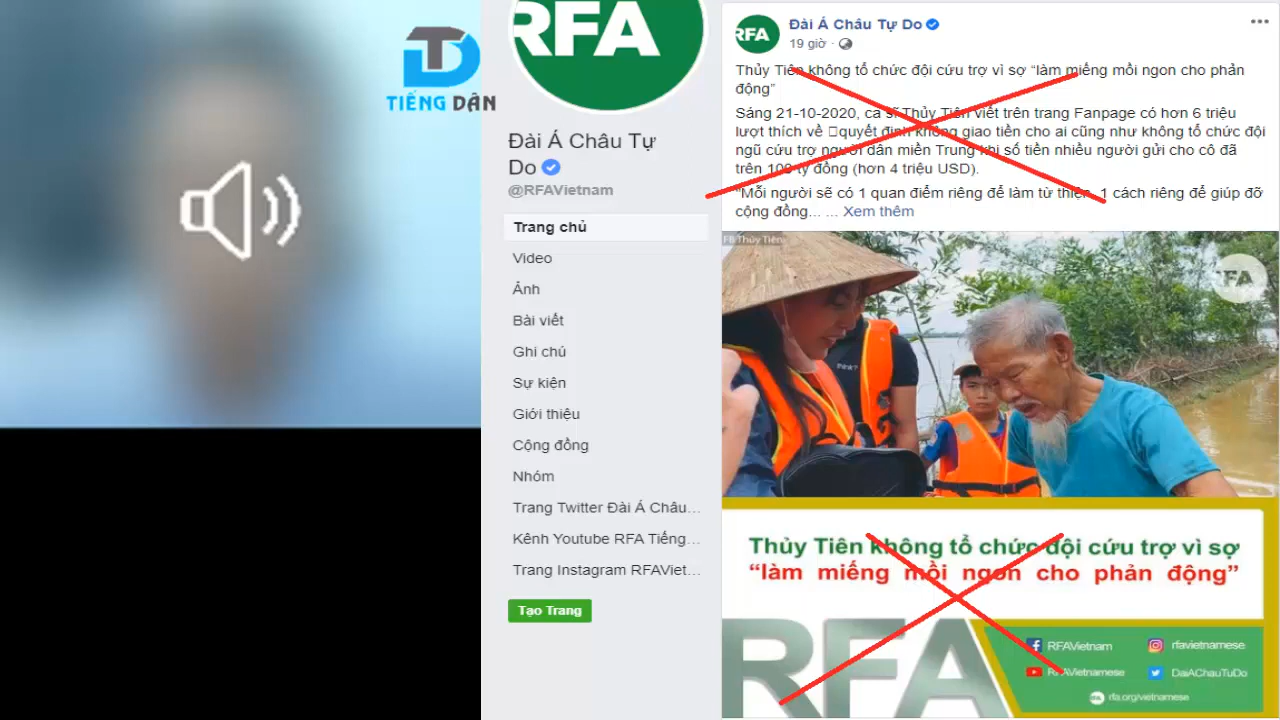 TIẾNG DÂN
RFA
Đài Á Châu Tự
Do
@RFAVietnam
Trang chủ
Video
Ảnh
Bài viết
Ghi chú
Sự kiện
Giới thiệu
Cộng đồng
Nhóm
Trang Twitter Đài Á Châu...
Kênh Youtube RFA Tiếng...
Trang Instagram RFAViet...
Tạo Trang
RFA
Đài Á Châu Tự Do
19 giờ ·
Thủy Tiên không tổ chức đội cứu trợ vì sợ “làm miếng mồi ngon cho phản
động”
Sáng 21-10-2020, ca sĩ Thủy Tiên viết trên trang Fanpage có hơn 6 triệu
lượt thích về quyết định không giao tiền cho ai cũng như không tổ chức đội
ngũ cứu trợ người dân miền Trung khi số tiền nhiều người gửi cho cô đã
trên 100 tỷ đồng (hơn 4 triệu USD).
"Mỗi người sẽ có 1 quan điểm riêng để làm từ thiện, 1 cách riêng để giúp đỡ
cộng đồng... ... Xem thêm
FB Thủy Tiên
RFA
Thủy Tiên không tổ chức đội cứu trợ vì sợ
“làm miếng mồi ngon cho phản động”
RFA
RFAVietnam
rfavietnamese
RFAVietnamese
DaiAChauTuDo
rfa.org/vietnamese